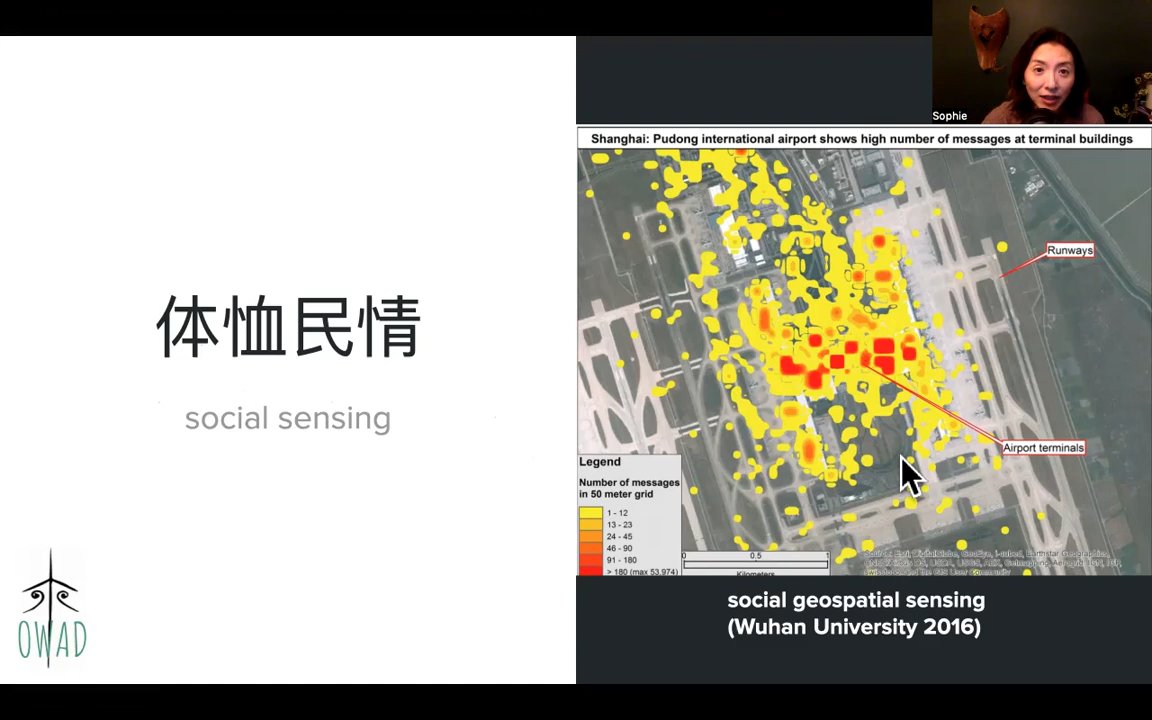 Sophie
体恤民情
social sensing
OWAD
Shanghai: Pudong international airport shows high number of messages at terminal buildings
Runways
Airport terminals
Legend
Number of messages
in 50 meter grid
1 - 12
13 - 23
24 - 45
46 - 90
91 - 180
> 180 (max 53,974)
0 0.5 1
Kilometers
social geospatial sensing
(Wuhan University 2016)